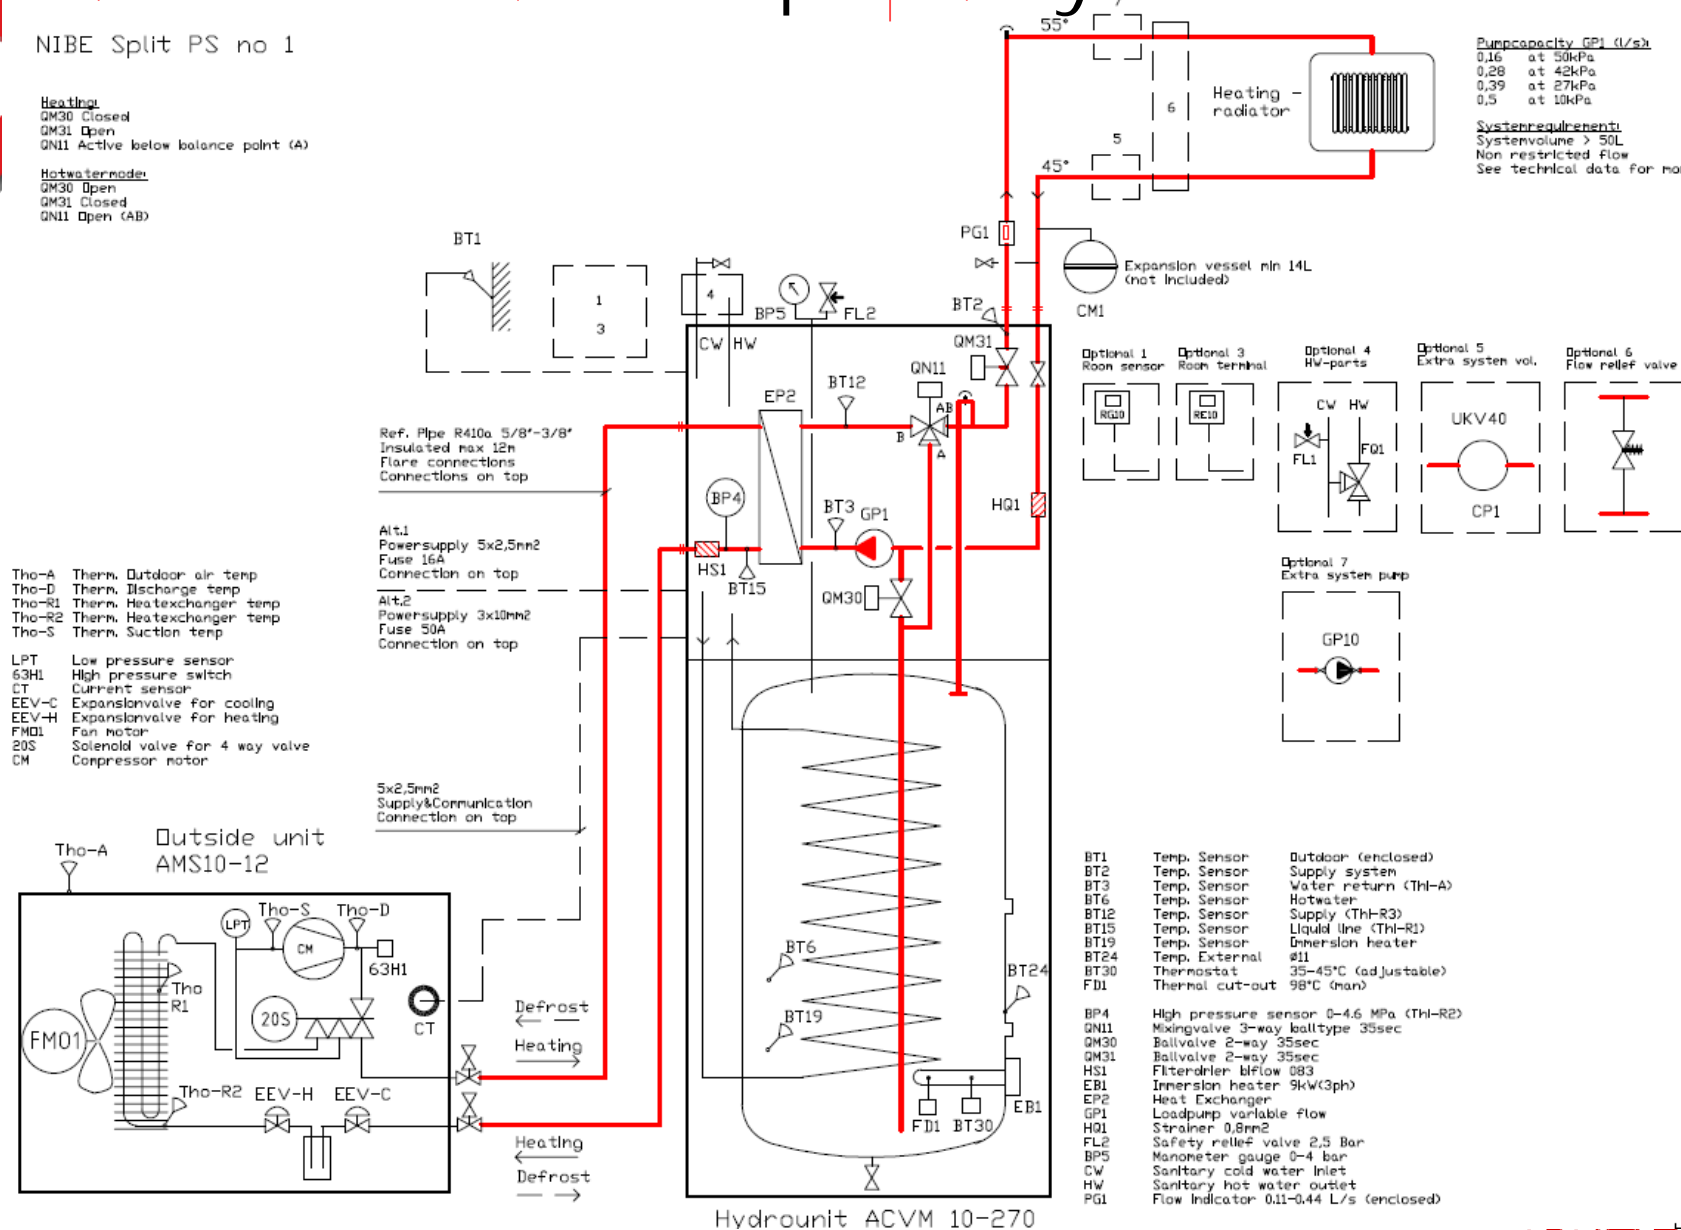 NIBE Split PS no 1
Heating:
QM30 Closed
QM31 Open
QN11 Active below balance point (A)
Hotwatermode:
QM30 Open
QM31 Closed
QN11 Open (AB)
55°
45°
7
6
5
Heating -
radiator
Pumpcapacity GP1 (l/s):
0,16 at 50kPa
0,28 at 42kPa
0,39 at 27kPa
0,5 at 10kPa
Systemrequirement:
Systemvolume > 50L
Non restricted flow
See technical data for
BT1
1
3
4
BP5
FL2
PG1
BT2
Expansion vessel min 14L
(not included)
CM1
CW HW
QM31
QN11
BT12
EP2
AB
B
A
Ref. Pipe R410a 5/8"-3/8"
Insulated max 12m
Flare connections
Connections on top
BP4
BT3
GP1
HQ1
HS1
BT15
QM30
Alt.1
Powersupply 5x2,5mm2
Fuse 16A
Connection on top
Alt.2
Powersupply 3x10mm2
Fuse 50A
Connection on top
5x2,5mm2
Supply&Communication
Connection on top
Optional 1
Room sensor
RG10
Optional 3
Room terminal
RE10
Optional 4
HW-parts
CW HW
FL1
FQ1
Optional 5
Extra system vol.
UKV40
CP1
Optional 6
Flow relief valve
Optional 7
Extra system pump
GP10
Tho-A Therm. Outdoor air temp
Tho-D Therm. Discharge temp
Tho-R1 Therm. Heatexchanger temp
Tho-R2 Therm. Heatexchanger temp
Tho-S Therm. Suction temp
LPT Low pressure sensor
63H1 High pressure switch
CT Current sensor
EEV-C Expansionvalve for cooling
EEV-H Expansionvalve for heating
FM01 Fan motor
20S Solenoid valve for 4 way valve
CM Compressor motor
Outside unit
AMS10-12
Tho-A
LPT
Tho-S
Tho-D
CM
63H1
Tho
R1
20S
FM01
CT
Tho-R2
EEV-H
EEV-C
Defrost
Heating
Heating
Defrost
BT6
BT19
BT24
FD1
BT30
EB1
Hydrounit ACVM 10-270
BT1 Temp. Sensor Outdoor (enclosed)
BT2 Temp. Sensor Supply system
BT3 Temp. Sensor Water return (Thi-A)
BT6 Temp. Sensor Hotwater
BT12 Temp. Sensor Supply (Thi-R3)
BT15 Temp. Sensor Liquid line (Thi-R1)
BT19 Temp. Sensor Immersion heater
BT24 Temp. External ø11
BT30 Thermostat 35-45°C (adjustable)
FD1 Thermal cut-out 98°C (man)
BP4 High pressure sensor 0-4.6 MPa (Thi-R2)
QN11 Mixingvalve 3-way balltype 35sec
QM30 Ballvalve 2-way 35sec
QM31 Ballvalve 2-way 35sec
HS1 Filterdrier biflow 083
EB1 Immersion heater 9kW(3ph)
EP2 Heat Exchanger
GP1 Loadpump variable flow
HQ1 Strainer 0,8mm2
FL2 Safety relief valve 2,5 Bar
BP5 Manometer gauge 0-4 bar
CW Sanitary cold water inlet
HW Sanitary hot water outlet
PG1 Flow indicator 0.11-0.44 L/s (enclosed)